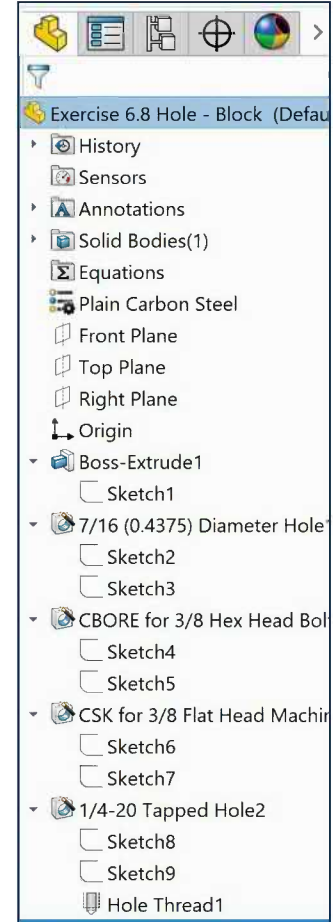 Exercise 6.8 Hole - Block (Defau
History
Sensors
Annotations
Solid Bodies(1)
Equations
Plain Carbon Steel
Front Plane
Top Plane
Right Plane
Origin
Boss-Extrude1
Sketch1
7/16 (0.4375) Diameter Hole1
Sketch2
Sketch3
CBORE for 3/8 Hex Head Bol
Sketch4
Sketch5
CSK for 3/8 Flat Head Machin
Sketch6
Sketch7
1/4-20 Tapped Hole2
Sketch8
Sketch9
Hole Thread1